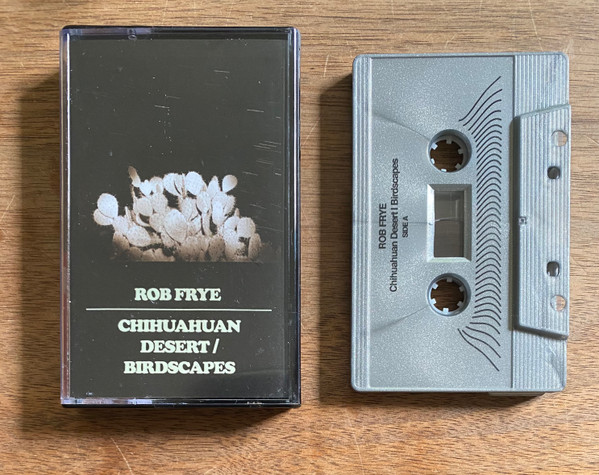 ROB FRYE
CHIHUAHUAN
DESERT /
BIRDSCAPES
ROB FRYE
Chihuahuan Desert | Birdscapes
SIDE A